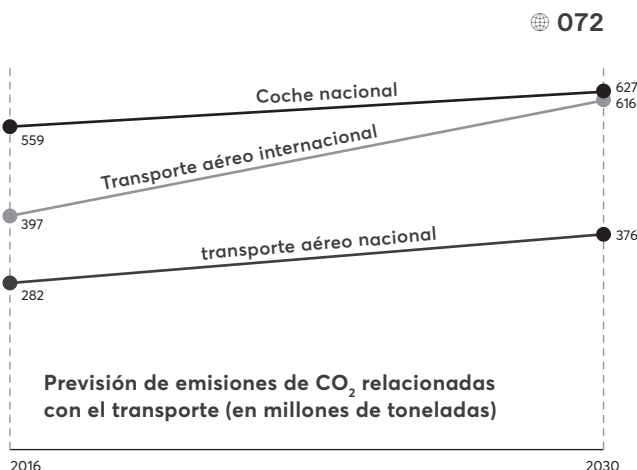 072
Coche nacional
627
616
559
Transporte aéreo internacional
397
transporte aéreo nacional
376
282
Previsión de emisiones de CO₂ relacionadas
con el transporte (en millones de toneladas)
2016
2030